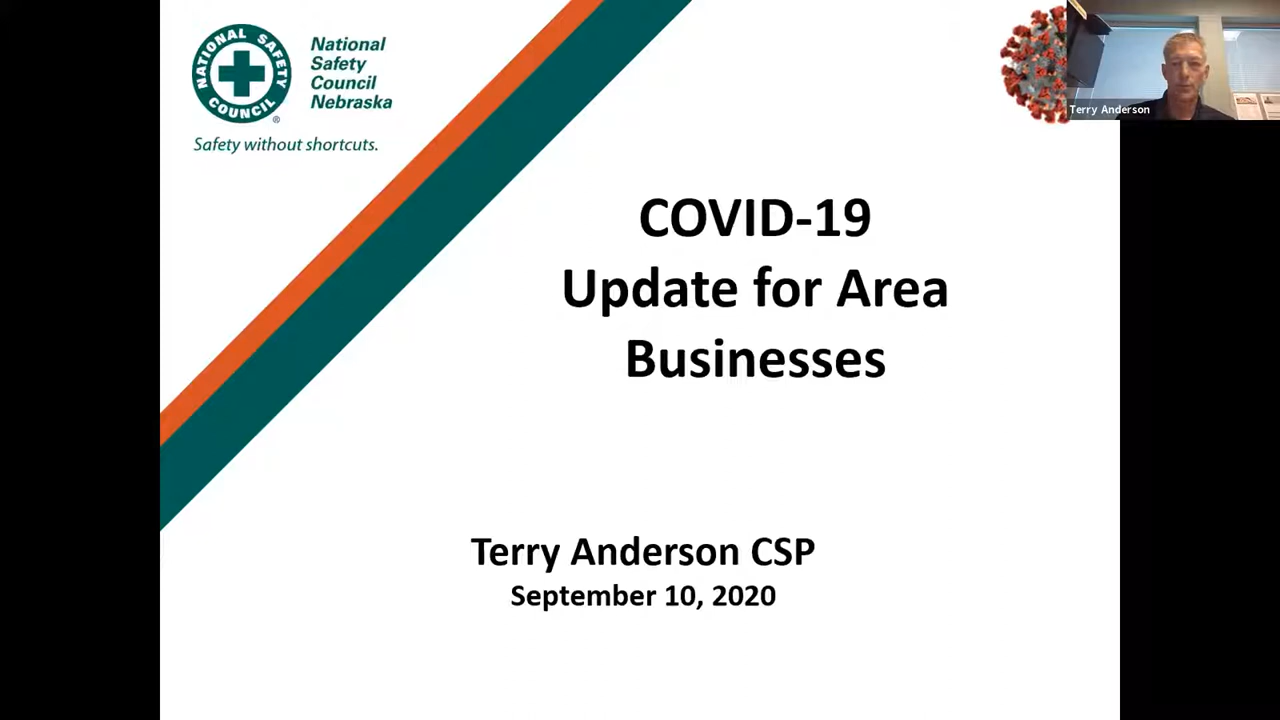 NATIONAL SAFETY COUNCIL
®
National
Safety
Council
Nebraska
Safety without shortcuts.
Terry Anderson
COVID-19
Update for Area
Businesses
Terry Anderson CSP
September 10, 2020